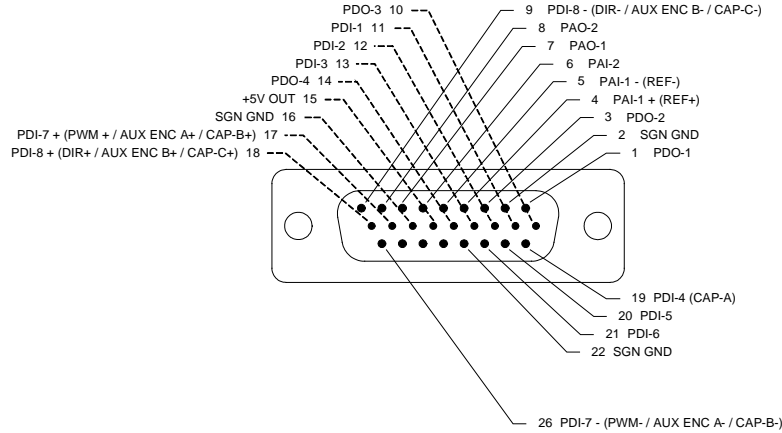 PDO-3 10
PDI-1 11
PDI-2 12
PDI-3 13
PDO-4 14
+5V OUT 15
SGN GND 16
PDI-7 + (PWM + / AUX ENC A+ / CAP-B+) 17
PDI-8 + (DIR+ / AUX ENC B+ / CAP-C+) 18
9 PDI-8 - (DIR- / AUX ENC B- / CAP-C-)
8 PAO-2
7 PAO-1
6 PAI-2
5 PAI-1 - (REF-)
4 PAI-1 + (REF+)
3 PDO-2
2 SGN GND
1 PDO-1
19 PDI-4 (CAP-A)
20 PDI-5
21 PDI-6
22 SGN GND
26 PDI-7 - (PWM- / AUX ENC A- / CAP-B-)